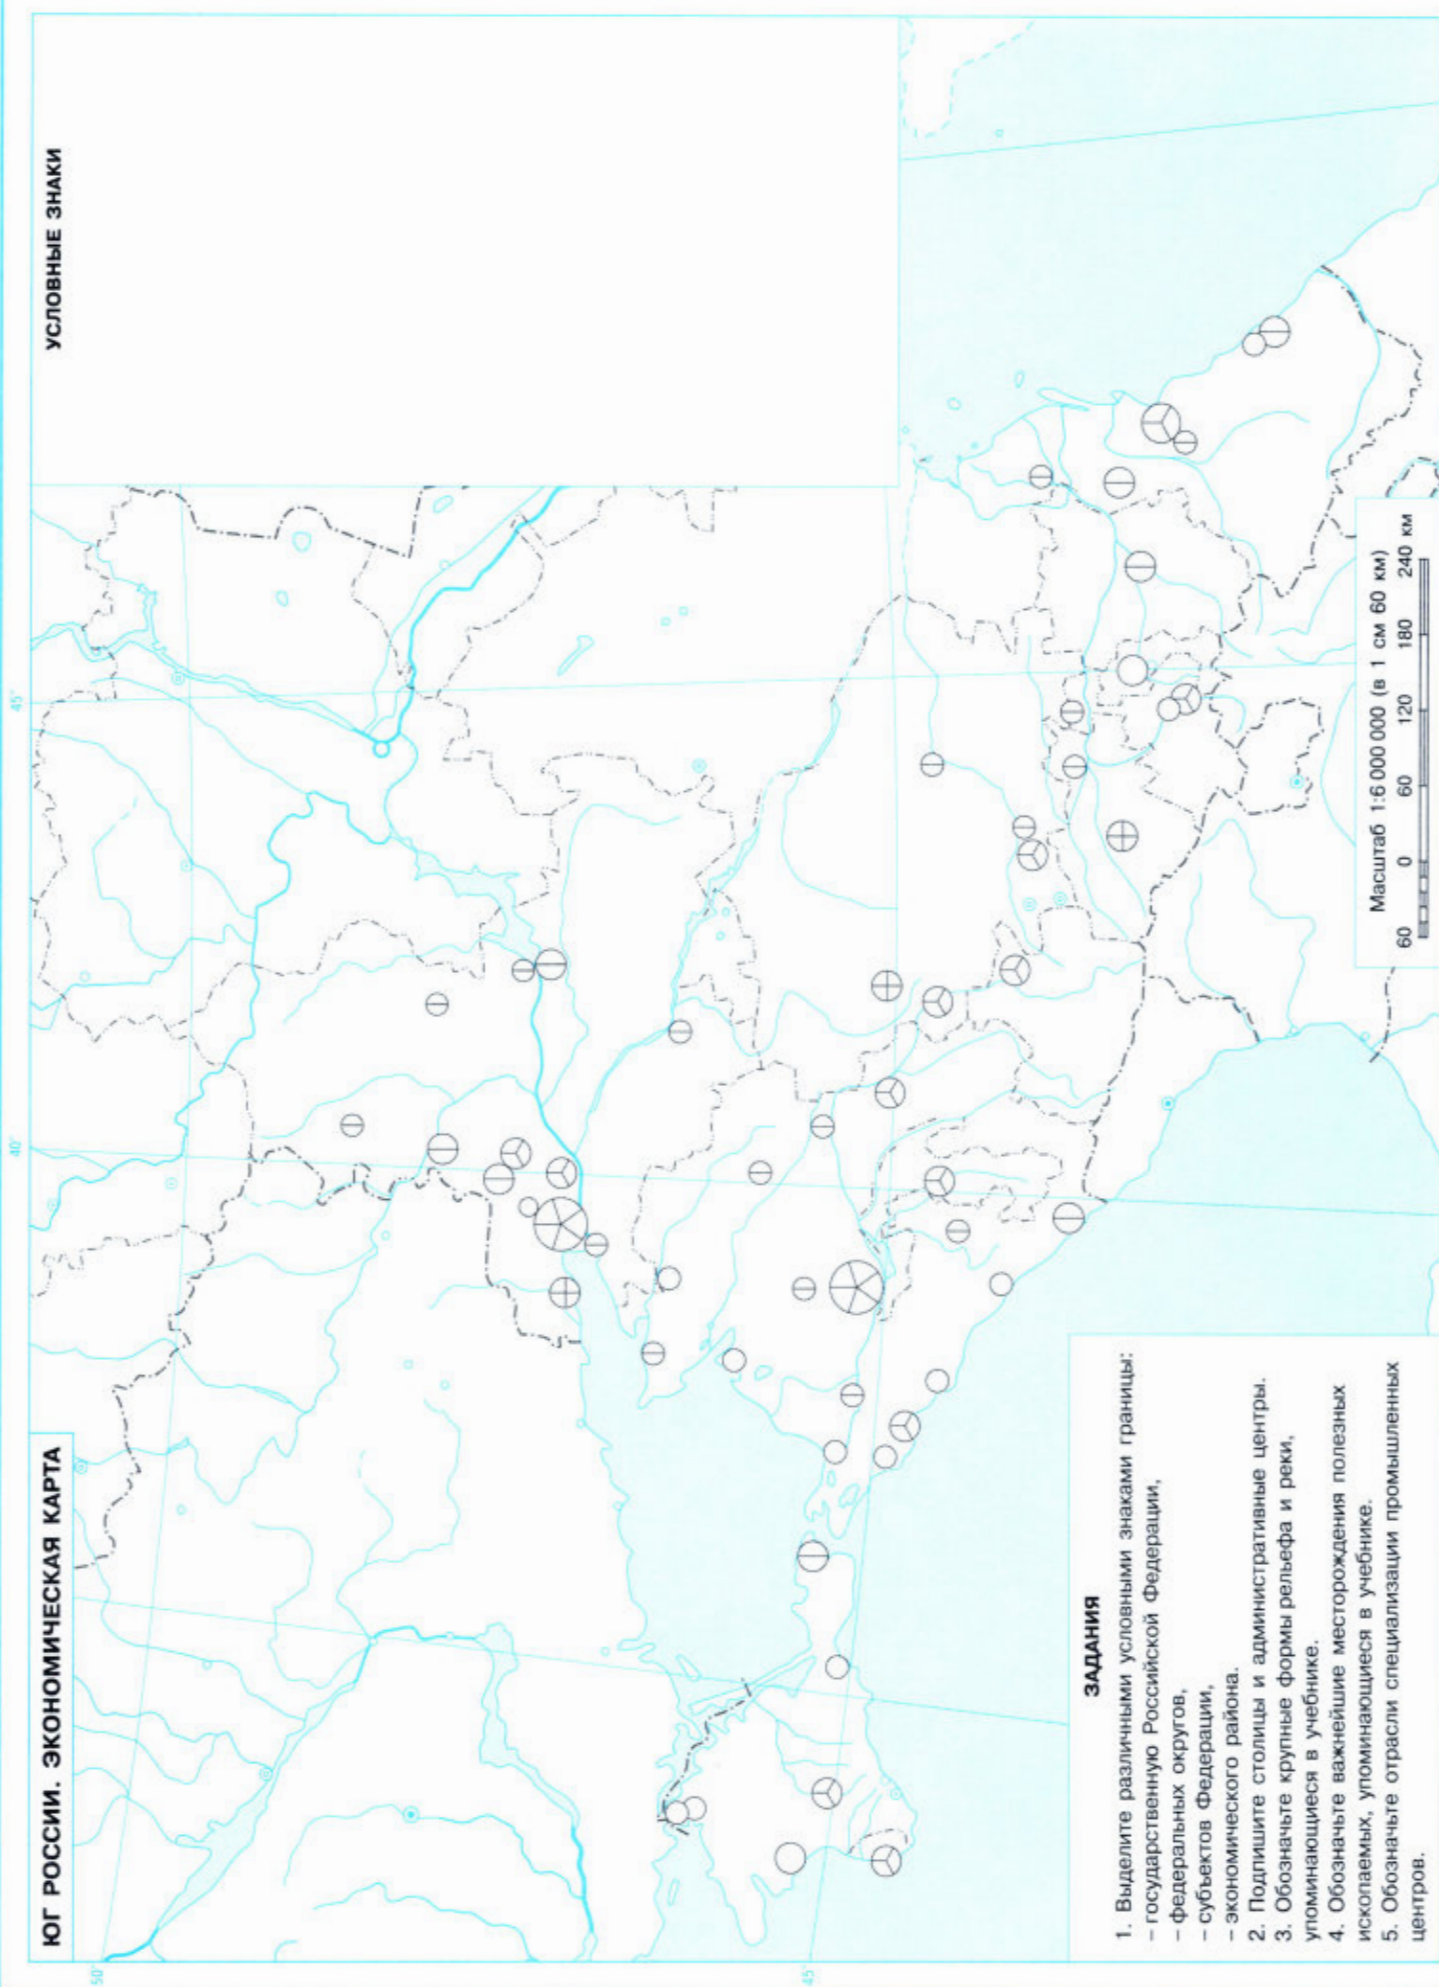 ЮГ РОССИИ. ЭКОНОМИЧЕСКАЯ КАРТА
УСЛОВНЫЕ ЗНАКИ
50°
40°
45°
45°
ЗАДАНИЯ
1. Выделите различными условными знаками границы:
– государственную Российской Федерации,
– федеральных округов,
– субъектов Федерации,
– экономического района.
2. Подпишите столицы и административные центры.
3. Обозначьте крупные формы рельефа и реки,
упоминающиеся в учебнике.
4. Обозначьте важнейшие месторождения полезных
ископаемых, упоминающиеся в учебнике.
5. Обозначьте отрасли специализации промышленных
центров.
Масштаб 1:6 000 000 (в 1 см 60 км)
60 0 60 120 180 240 км